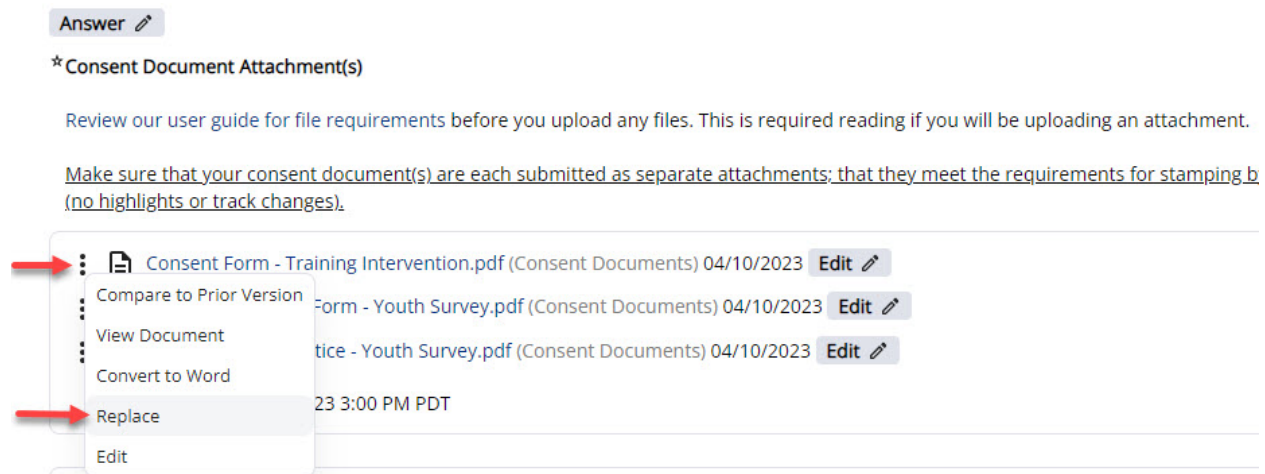 Answer
*Consent Document Attachment(s)
Review our user guide for file requirements before you upload any files. This is required reading if you will be uploading an attachment.
Make sure that your consent document(s) are each submitted as separate attachments; that they meet the requirements for stamping
(no highlights or track changes).
Consent Form - Training Intervention.pdf (Consent Documents) 04/10/2023 Edit
Compare to Prior Version
Form - Youth Survey.pdf (Consent Documents) 04/10/2023 Edit
View Document
tice - Youth Survey.pdf (Consent Documents) 04/10/2023 Edit
Convert to Word
Replace
23 3:00 PM PDT
Edit